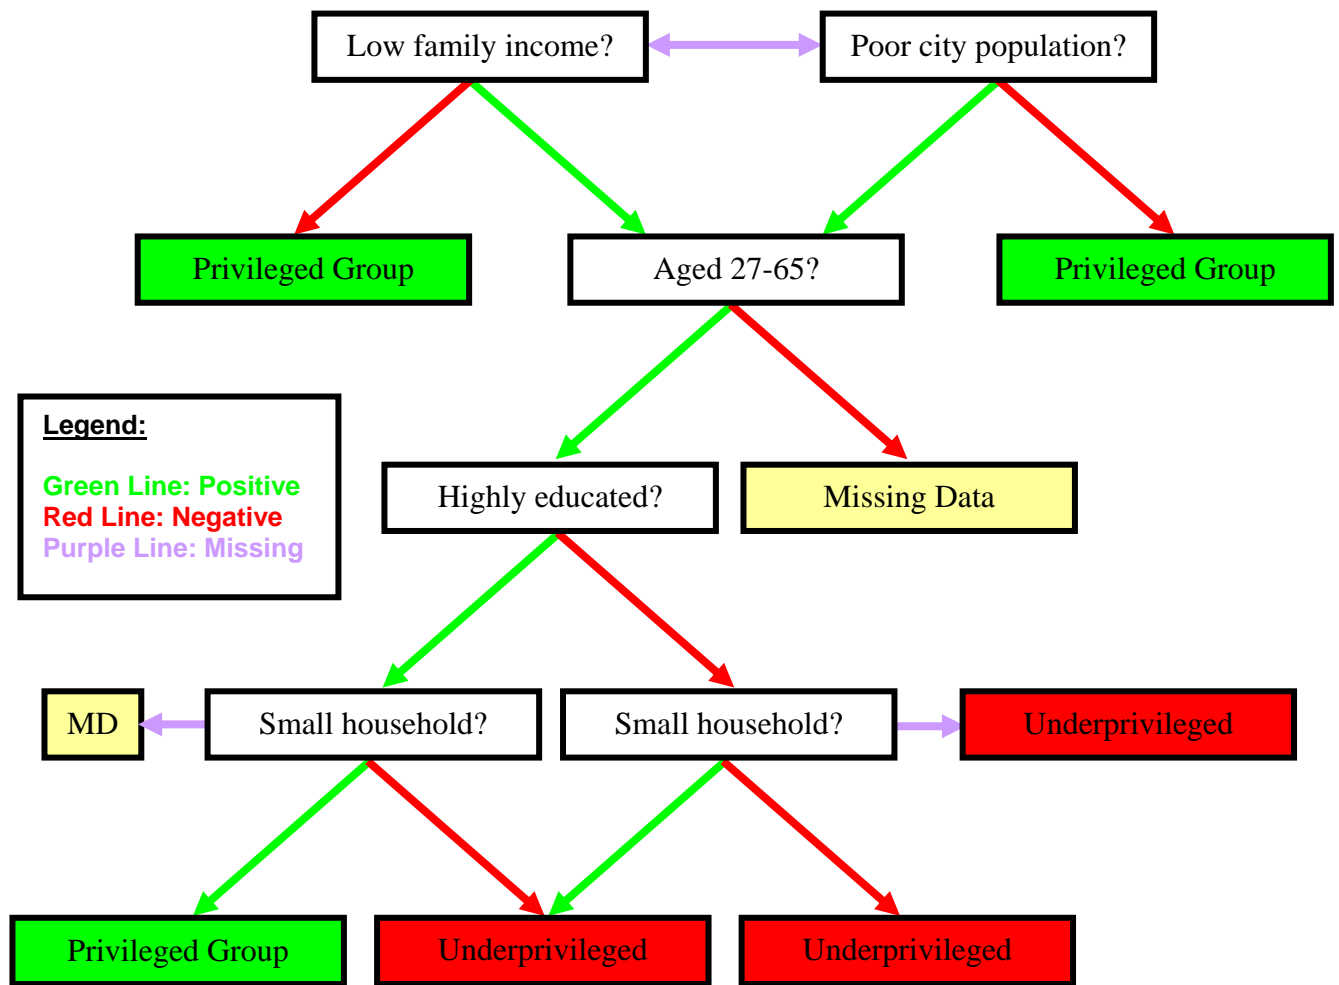 Low family income?
Poor city population?
Privileged Group
Aged 27-65?
Privileged Group
Legend:
Green Line: Positive
Red Line: Negative
Purple Line: Missing
Highly educated?
Missing Data
MD
Small household?
Small household?
Underprivileged
Privileged Group
Underprivileged
Underprivileged